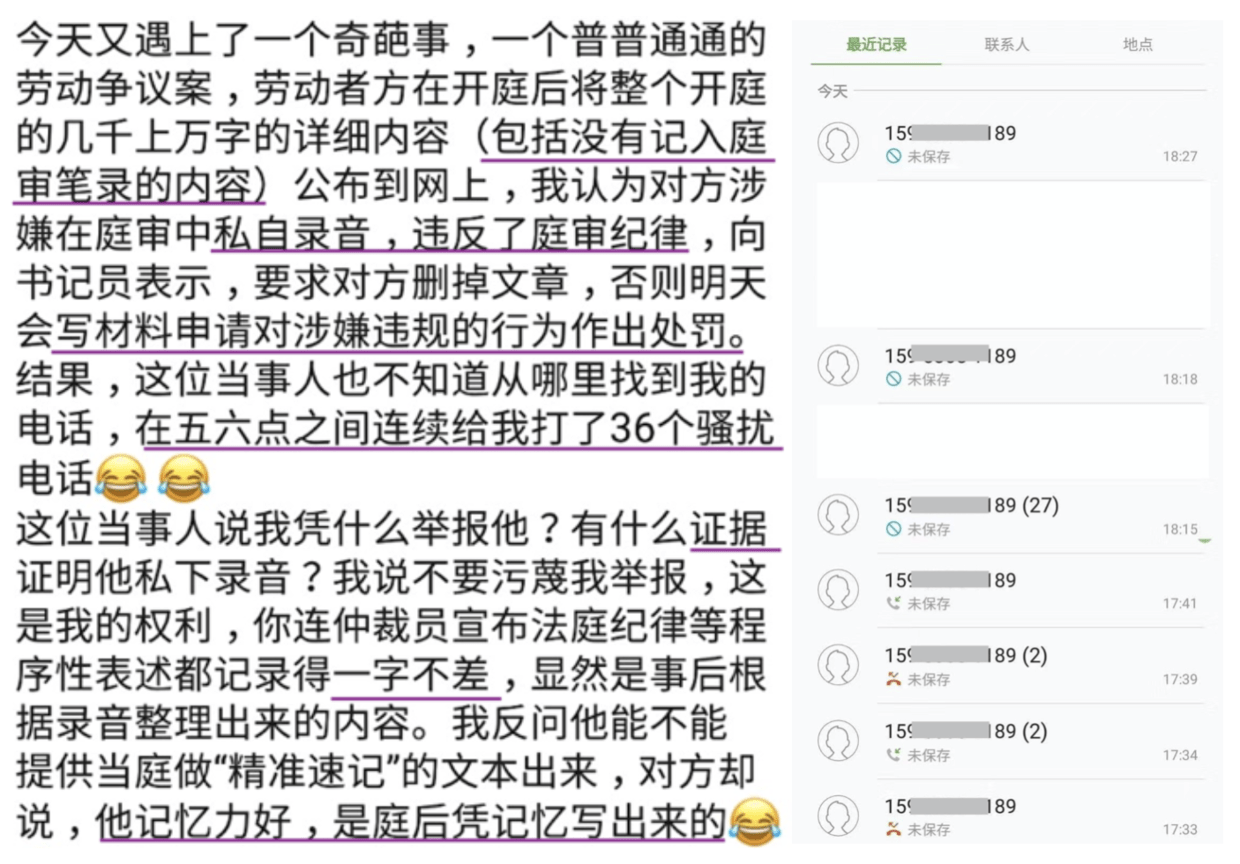 今天又遇上了一个奇葩事，一个普普通通的
劳动争议案，劳动者方在开庭后将整个开庭
的几千上万字的详细内容（包括没有记入庭
审笔录的内容）公布到网上，我认为对方涉
嫌在庭审中私自录音，违反了庭审纪律，向
书记员表示，要求对方删掉文章，否则明天
会写材料申请对涉嫌违规的行为作出处罚。
结果，这位当事人也不知道从哪里找到我的
电话，在五六点之间连续给我打了36个骚扰
电话😂 😂
这位当事人说我凭什么举报他？有什么证据
证明他私下录音？我说不要污蔑我举报，这
是我的权利，你连仲裁员宣布法庭纪律等程
序性表述都记录得一字不差，显然是事后根
据录音整理出来的内容。我反问他能不能
提供当庭做“精准速记”的文本出来，对方却
说，他记忆力好，是庭后凭记忆写出来的😂
最近记录 联系人 地点
今天
159 189
未保存 18:27
159 189
未保存 18:18
159 189 (27)
未保存 18:15
159 189
未保存 17:41
159 189 (2)
未保存 17:39
159 189 (2)
未保存 17:34
159 189
未保存 17:33